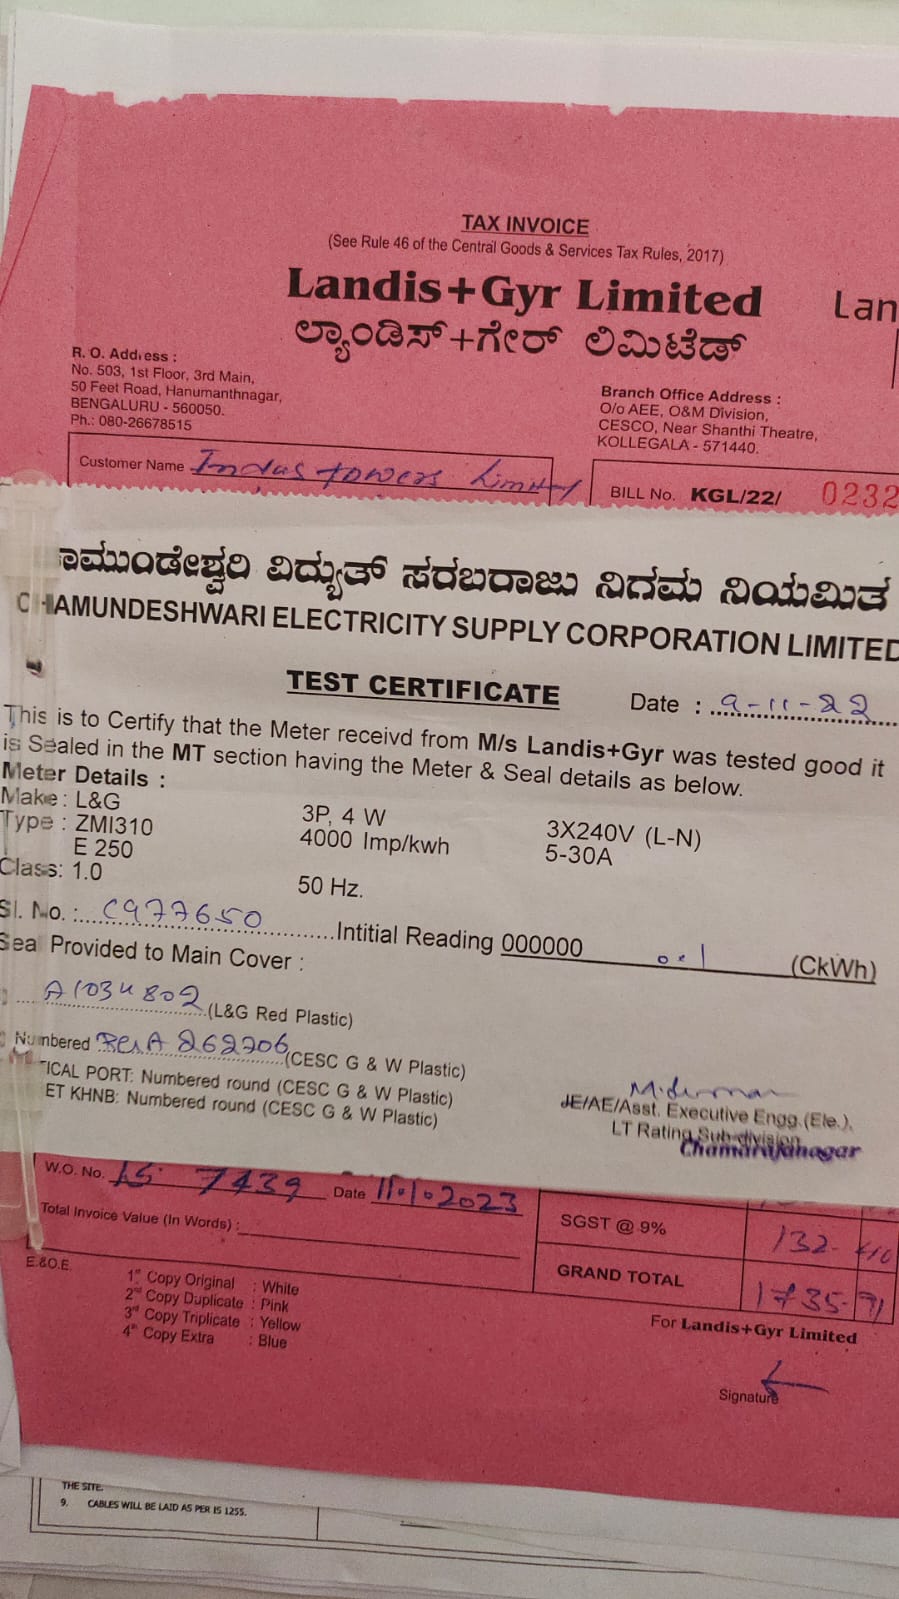 TAX INVOICE
(See Rule 46 of the Central Goods & Services Tax Rules, 2017)
Landis+Gyr Limited
Lan
ಲ್ಯಾಂಡಿಸ್+ಗೇರ್ ಲಿಮಿಟೆಡ್
R. O. Address :
No. 503, 1st Floor, 3rd Main,
50 Feet Road, Hanumanthnagar,
BENGALURU - 560050.
Ph.: 080-26678515
Branch Office Address :
O/o AEE, O&M Division,
CESCO, Near Shanthi Theatre,
KOLLEGALA - 571440.
Customer Name Indus towers Limited
BILL No. KGL/22/ 0232
ಾಮುಂಡೇಶ್ವರಿ ವಿದ್ಯುತ್ ಸರಬರಾಜು ನಿಗಮ ನಿಯಮಿತ
CHAMUNDESHWARI ELECTRICITY SUPPLY CORPORATION LIMITED
TEST CERTIFICATE
Date : 9-11-22
This is to Certify that the Meter receivd from M/s Landis+Gyr was tested good it
is Sealed in the MT section having the Meter & Seal details as below.
Meter Details :
Make : L&G 3P, 4 W 3X240V (L-N)
Type : ZMI310 4000 Imp/kwh 5-30A
E 250
Class: 1.0 50 Hz.
Sl. No. : C977650 Intitial Reading 000000 0.1 (CkWh)
Seal Provided to Main Cover :
A1034802 (L&G Red Plastic)
Numbered 262706 (CESC G & W Plastic)
TICAL PORT: Numbered round (CESC G & W Plastic)
ET KHNB: Numbered round (CESC G & W Plastic)
JE/AE/Asst. Executive Engg.(Ele.),
LT Rating Sub-division
Chamarajanagar
W.O. No. LS 7439 Date 11.10.2023
Total Invoice Value (In Words) :
SGST @ 9% 132
GRAND TOTAL 1735.91
E.&O.E.
1st Copy Original : White
2nd Copy Duplicate : Pink
3rd Copy Triplicate : Yellow
4th Copy Extra : Blue
For Landis+Gyr Limited
Signature
THE SITE.
9. CABLES WILL BE LAID AS PER IS 1255.